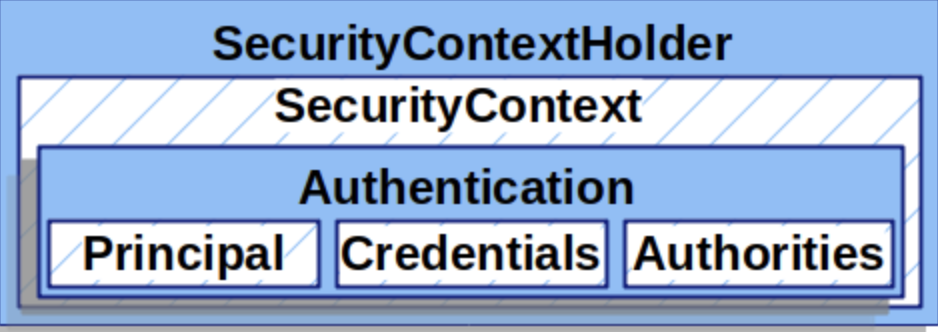 SecurityContextHolder
SecurityContext
Authentication
Principal
Credentials
Authorities